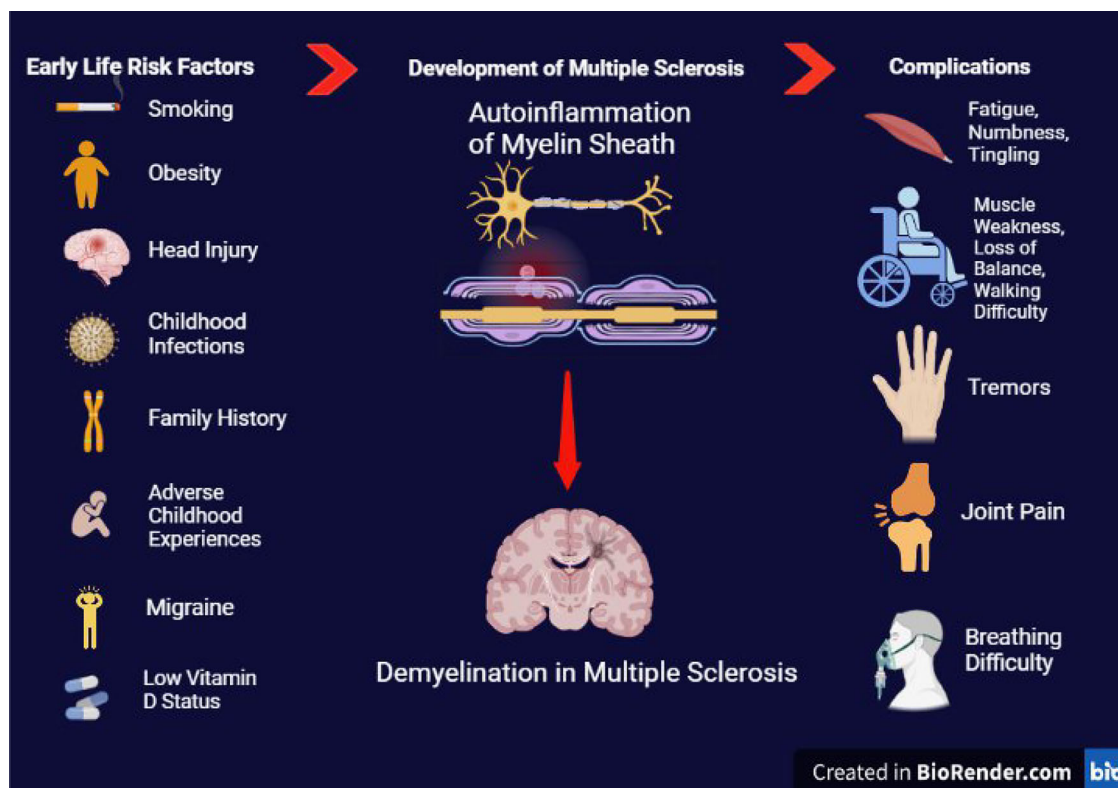 Early Life Risk Factors
Smoking
Obesity
Head Injury
Childhood
Infections
Family History
Adverse
Childhood
Experiences
Migraine
Low Vitamin
D Status
Development of Multiple Sclerosis
Autoinflammation
of Myelin Sheath
Demyelination in Multiple Sclerosis
Complications
Fatigue,
Numbness,
Tingling
Muscle
Weakness,
Loss of
Balance,
Walking
Difficulty
Tremors
Joint Pain
Breathing
Difficulty
Created in BioRender.com
bio